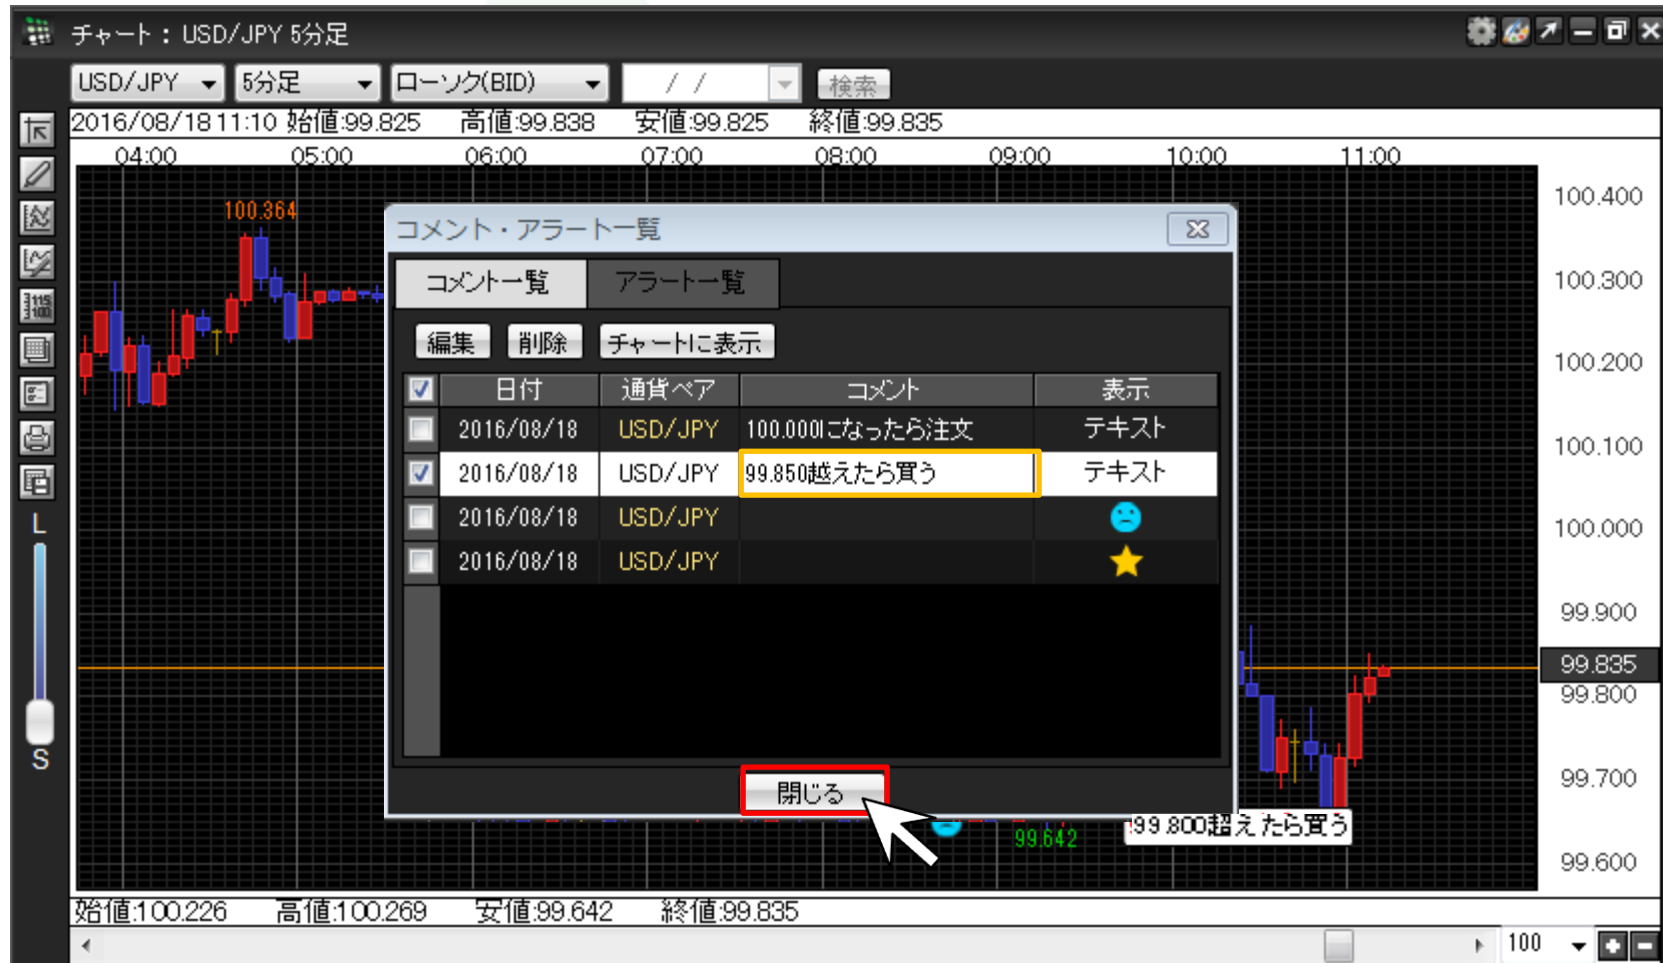 チャート：USD/JPY 5分足
USD/JPY 5分足 ローソク(BID) / / 検索
2016/08/18 11:10 始値:99.825 高値:99.838 安値:99.825 終値:99.835
04:00 05:00 06:00 07:00 08:00 09:00 10:00 11:00
100.400
100.364
コメント・アラート一覧
コメント一覧 アラート一覧
100.300
115
100
編集 削除 チャートに表示
100.200
日付 通貨ペア コメント 表示
2016/08/18 USD/JPY 100.000になったら注文 テキスト
100.100
2016/08/18 USD/JPY 99.850越えたら買う テキスト
2016/08/18 USD/JPY
L
100.000
2016/08/18 USD/JPY
99.900
99.835
99.800
S
99.700
閉じる
99.800超えたら買う
99.642
99.600
始値:100.226 高値:100.269 安値:99.642 終値:99.835
100